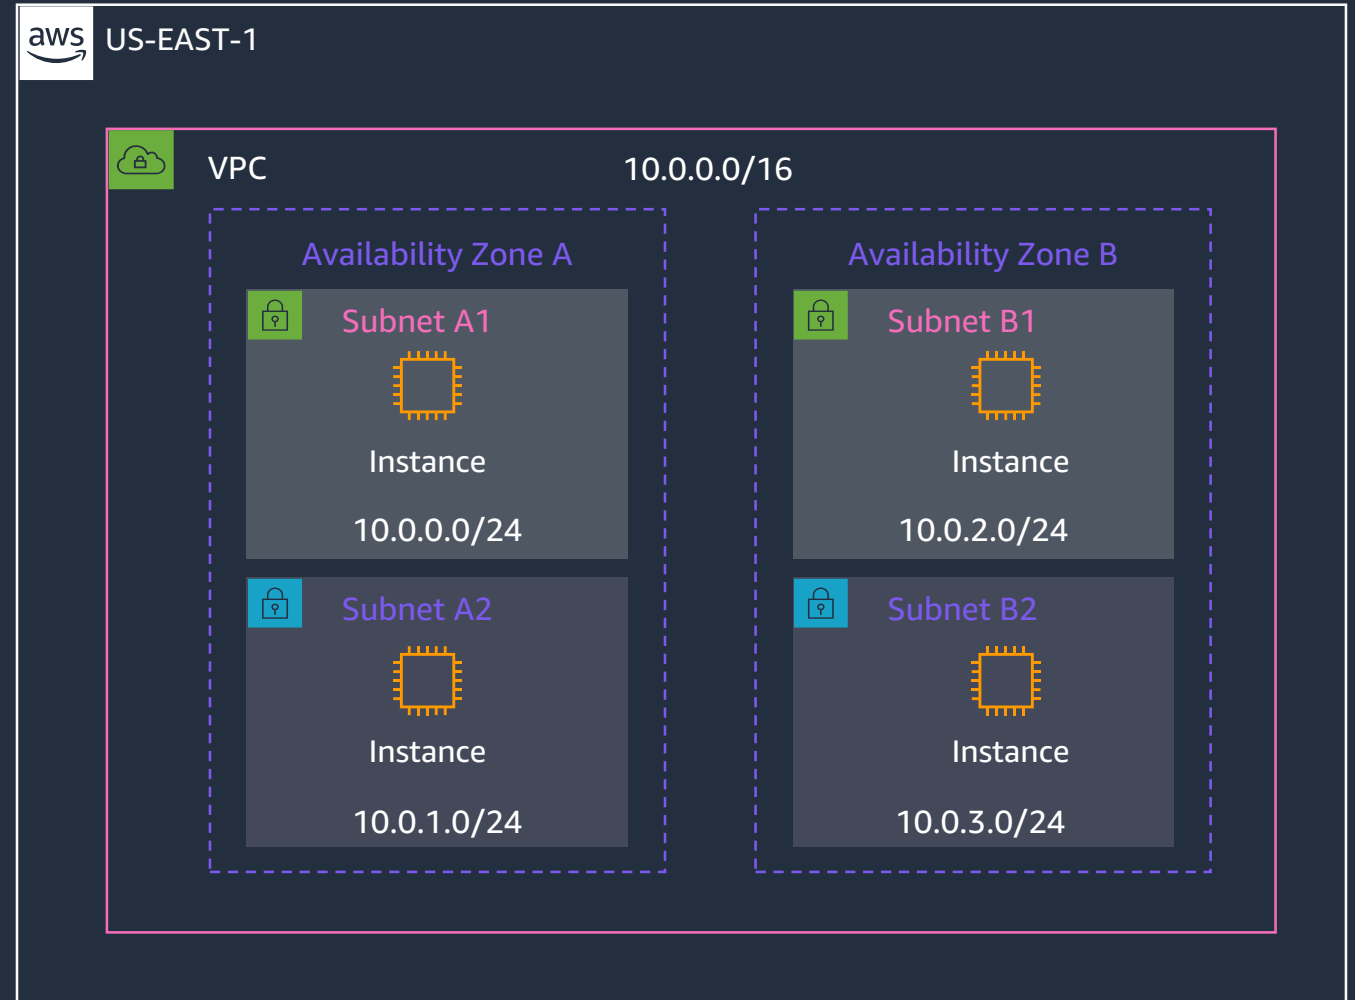 aws
US-EAST-1
VPC
10.0.0.0/16
Availability Zone A
Subnet A1
Instance
10.0.0.0/24
Subnet A2
Instance
10.0.1.0/24
Availability Zone B
Subnet B1
Instance
10.0.2.0/24
Subnet B2
Instance
10.0.3.0/24